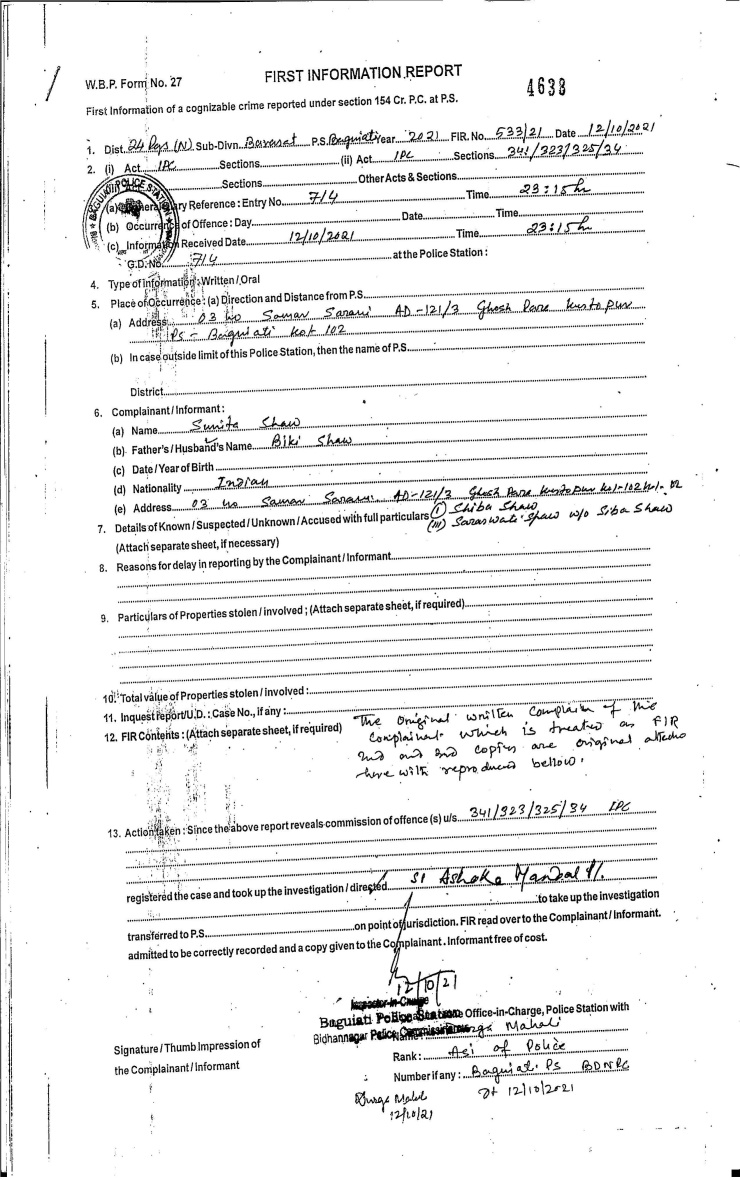 W.B.P. Form No. 27
FIRST INFORMATION REPORT
4638
First Information of a cognizable crime reported under section 154 Cr. P.C. at P.S.
1. Dist. 24 Pgs (N) Sub-Divn. Barasat P.S. Baguiati Year 2021 FIR. No. 533/21 Date 12/10/2021
2. (i) Act IPC Sections (ii) Act IPC Sections 341/323/325/34
Sections Other Acts & Sections
BAGUIATI POLICE STATION
(a) General Diary Reference : Entry No. 714 Time 23:15 hr
(b) Occurrence of Offence : Day Date Time
(c) Information Received Date 12/10/2021 Time 23:15 hr
G.D. No. 714 at the Police Station :
4. Type of Information : Written / Oral
5. Place of Occurrence : (a) Direction and Distance from P.S.
(a) Address 03 no Samar Sarani AD-121/3 Ghosh Para Kustopur
Ps - Baguiati Kol 102
(b) In case outside limit of this Police Station, then the name of P.S.
District
6. Complainant / Informant :
(a) Name Sunita Shaw
(b) Father's / Husband's Name Biki Shaw
(c) Date / Year of Birth
(d) Nationality Indian
(e) Address 03 no Samar Sarani AD-121/3 Ghosh Para Kustopur Kol-102
7. Details of Known / Suspected / Unknown / Accused with full particulars (i) Shiba Shaw
(Attach separate sheet, if necessary) Saraswati Shaw w/o Siba Shaw
8. Reasons for delay in reporting by the Complainant / Informant
9. Particulars of Properties stolen / involved ; (Attach separate sheet, if required)
10. Total value of Properties stolen / involved :
11. Inquest report/U.D. : Case No., if any :
12. FIR Contents : (Attach separate sheet, if required) The original written complain of the
complainat which is treated as FIR
2nd and 3rd copies are original
here with reproduced bellow.
13. Action taken : Since the above report reveals commission of offence (s) u/s. 341/323/325/34 IPC
registered the case and took up the investigation / directed SI Ashoke Mandal
to take up the investigation
transferred to P.S. on point of jurisdiction. FIR read over to the Complainant / Informant.
admitted to be correctly recorded and a copy given to the Complainant. Informant free of cost.
12/10/21
Inspector-in-Charge
Baguiati Police Station Office-in-Charge, Police Station with
Bidhannagar Police Commissionerate Name : Durga Mahali
Signature / Thumb Impression of
the Complainant / Informant
Rank : Asi of Police
Number if any : Baguiati Ps BDNPC
Dt 12/10/2021
Durga Mahali
12/10/21